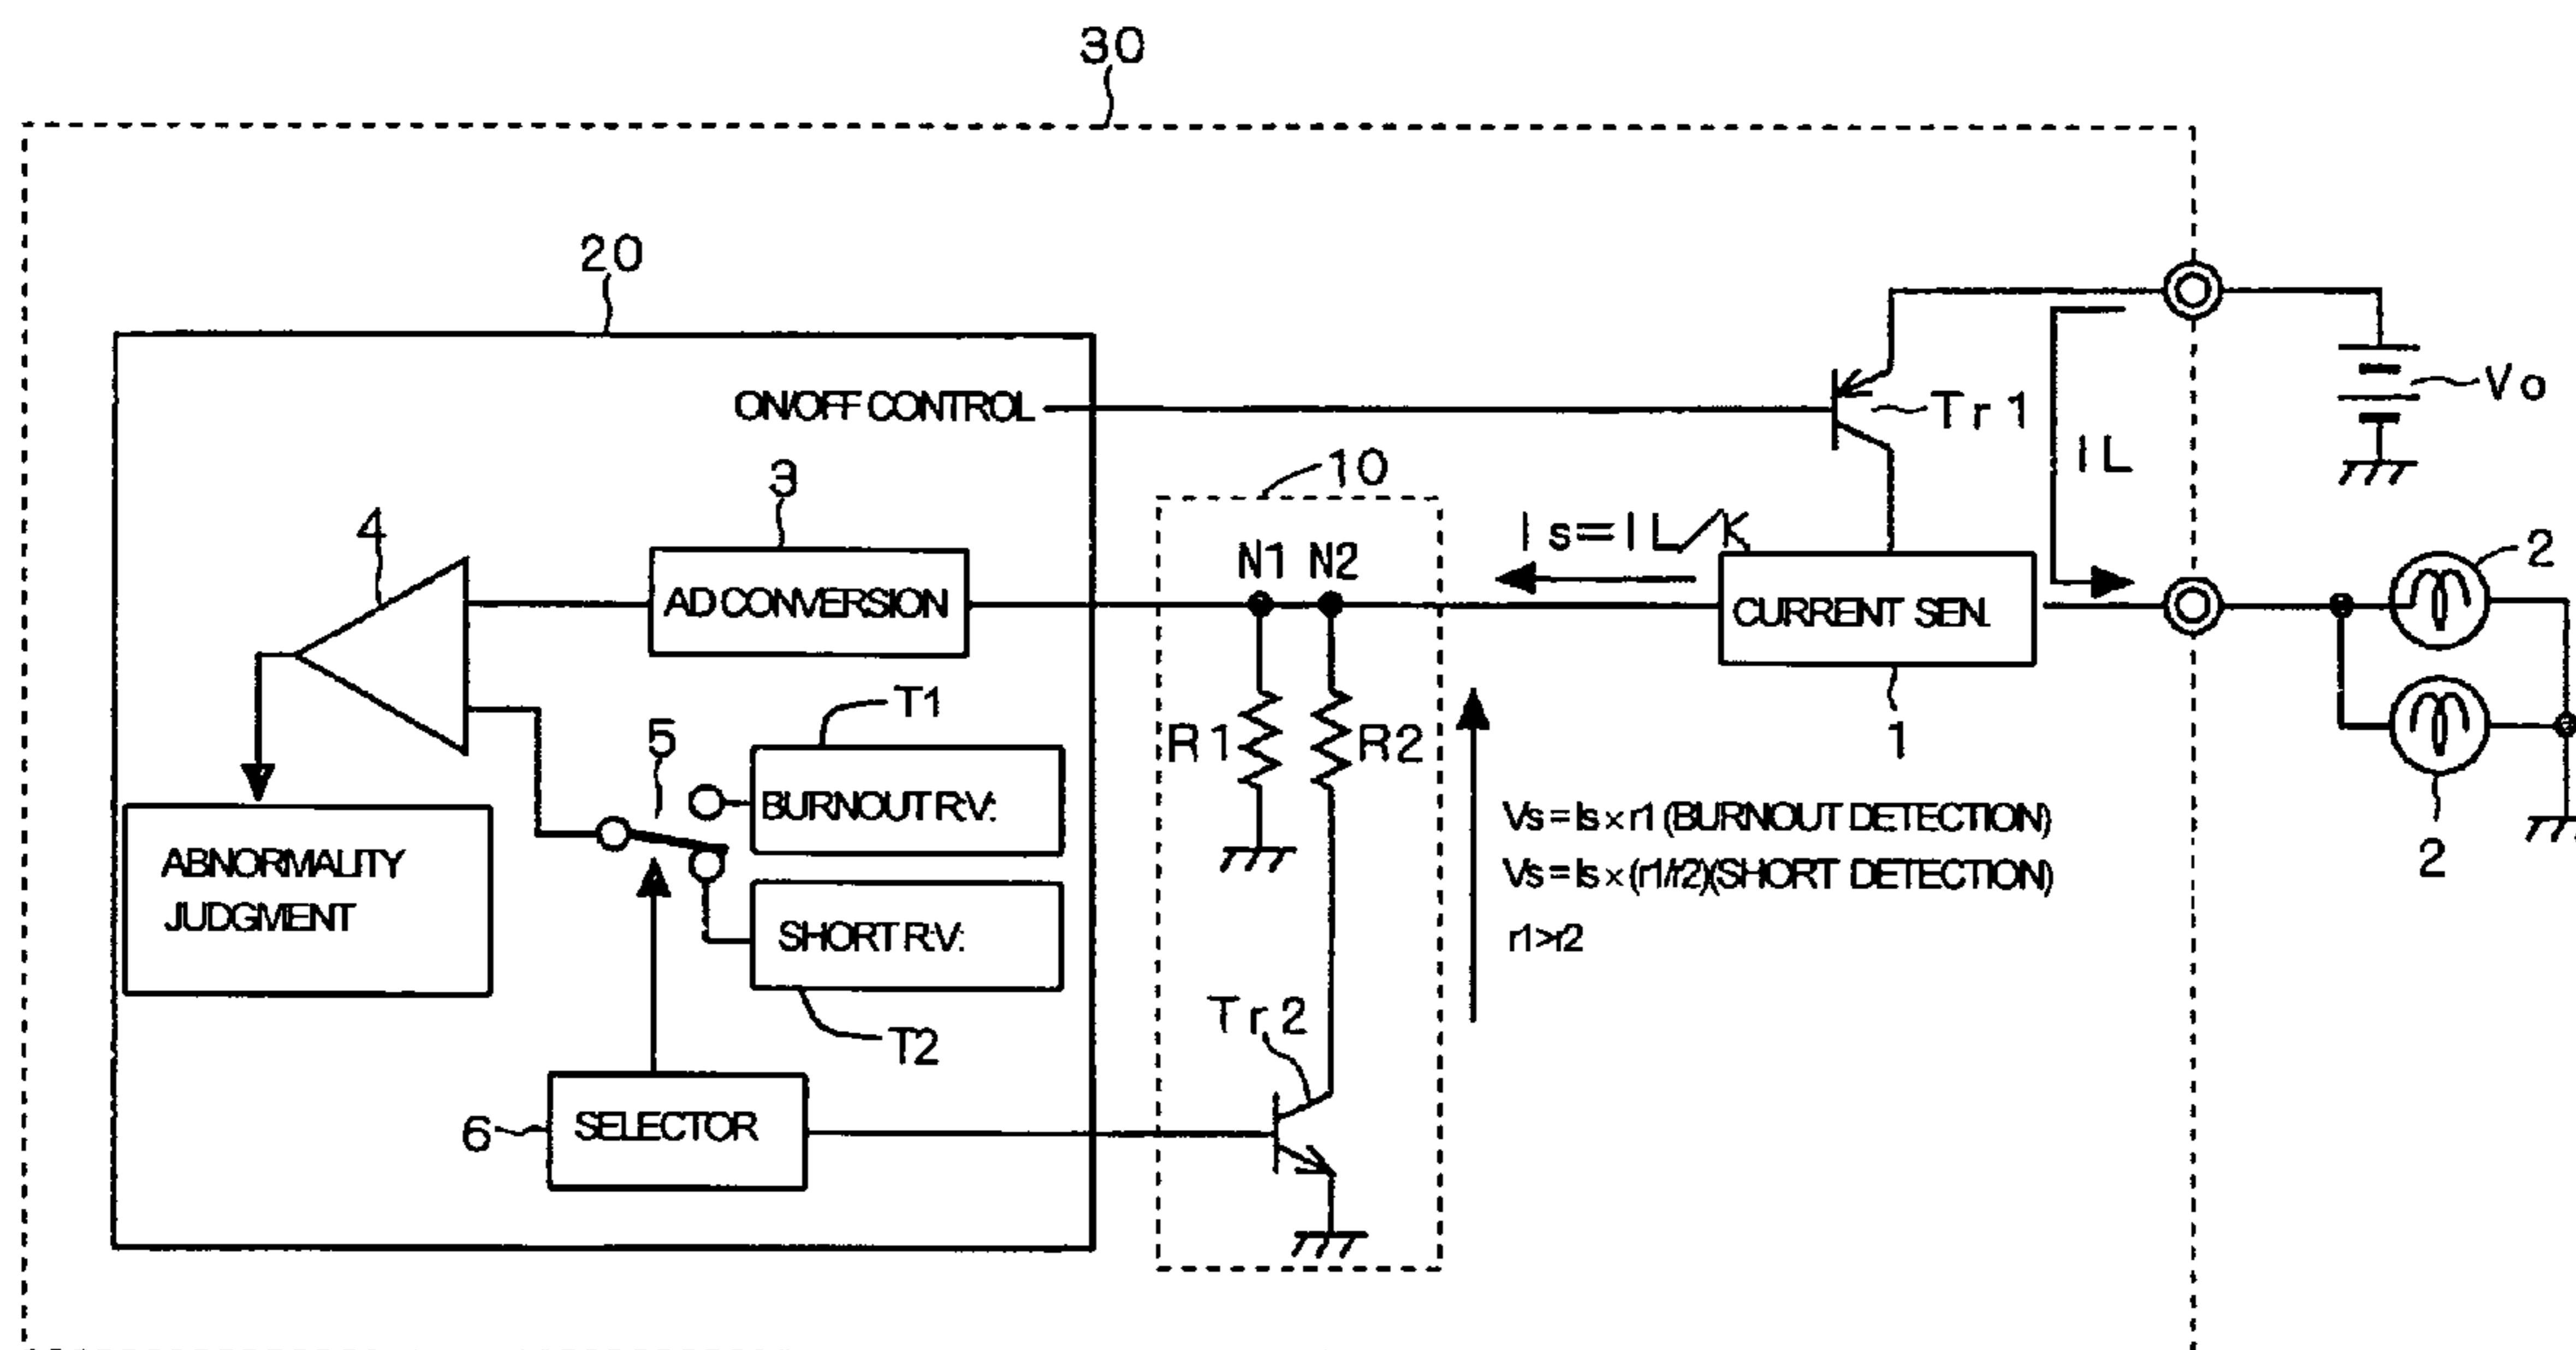 30
20
ON/OFF CONTROL
Tr1
Vo
IL
10
3
4
AD CONVERSION
N1 N2
Is=IL/K
CURRENT SEN.
1
2
2
R1
R2
T1
5
BURNOUT R.V.:
SHORT R.V.:
T2
ABNORMALITY
JUDGMENT
Vs = Is × r1 (BURNOUT DETECTION)
Vs = Is × (r1/r2)(SHORT DETECTION)
r1>r2
Tr2
6
SELECTOR